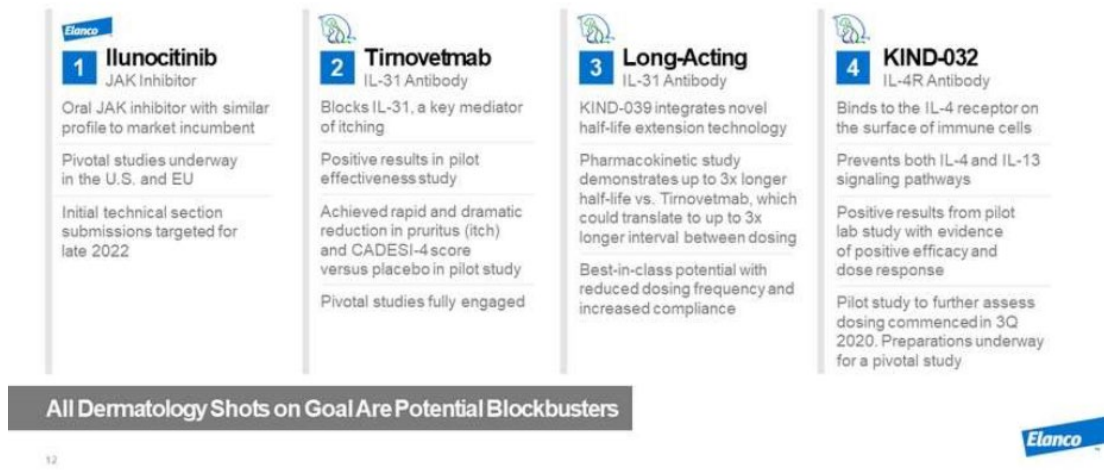 Elanco
1
Ilunocitinib
JAK Inhibitor
Oral JAK inhibitor with similar
profile to market incumbent
Pivotal studies underway
in the U.S. and EU
Initial technical section
submissions targeted for
late 2022
2
Tirnovetmab
IL-31 Antibody
Blocks IL-31, a key mediator
of itching
Positive results in pilot
effectiveness study
Achieved rapid and dramatic
reduction in pruritus (itch)
and CADESI-4 score
versus placebo in pilot study
Pivotal studies fully engaged
3
Long-Acting
IL-31 Antibody
KIND-039 integrates novel
half-life extension technology
Pharmacokinetic study
demonstrates up to 3x longer
half-life vs. Tirnovetmab, which
could translate to up to 3x
longer interval between dosing
Best-in-class potential with
reduced dosing frequency and
increased compliance
4
KIND-032
IL-4R Antibody
Binds to the IL-4 receptor on
the surface of immune cells
Prevents both IL-4 and IL-13
signaling pathways
Positive results from pilot
lab study with evidence
of positive efficacy and
dose response
Pilot study to further assess
dosing commenced in 3Q
2020. Preparations underway
for a pivotal study
All Dermatology Shots on Goal Are Potential Blockbusters
12
Elanco